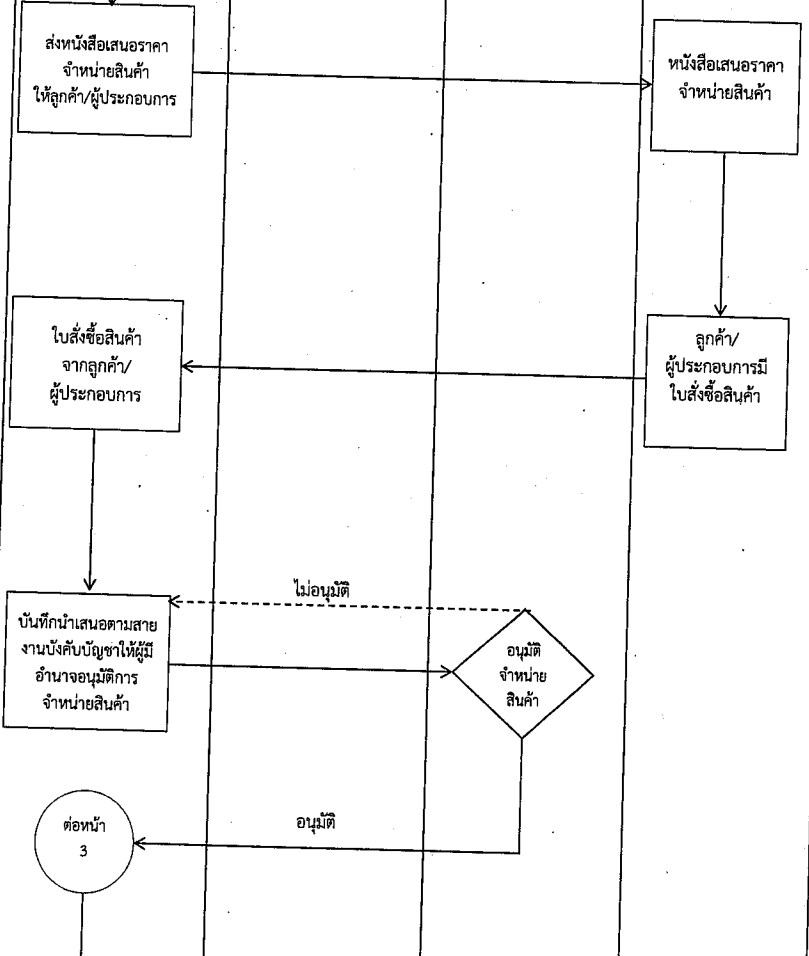 ส่งหนังสือเสนอราคา
จำหน่ายสินค้า
ให้ลูกค้า/ผู้ประกอบการ
หนังสือเสนอราคา
จำหน่ายสินค้า
ใบสั่งซื้อสินค้า
จากลูกค้า/
ผู้ประกอบการ
ลูกค้า/
ผู้ประกอบการมี
ใบสั่งซื้อสินค้า
ไม่อนุมัติ
บันทึกนำเสนอตามสาย
งานบังคับบัญชาให้ผู้มี
อำนาจอนุมัติการ
จำหน่ายสินค้า
อนุมัติ
จำหน่าย
สินค้า
ต่อหน้า
3
อนุมัติ